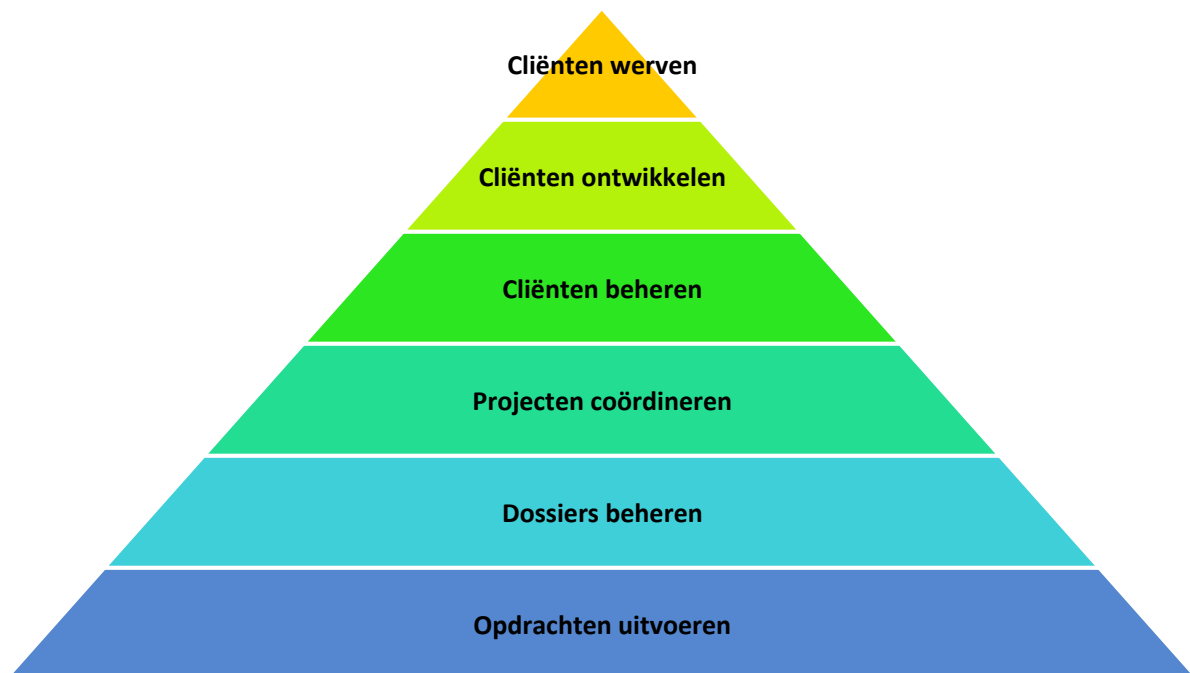 Cliënten werven
Cliënten ontwikkelen
Cliënten beheren
Projecten coördineren
Dossiers beheren
Opdrachten uitvoeren